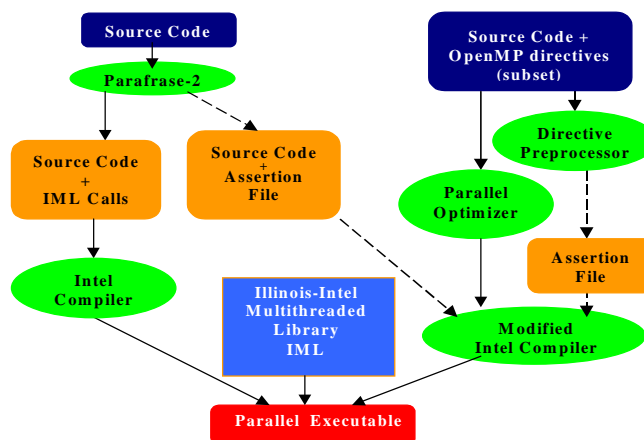 Source Code
Parafrase-2
Source Code
+
IML Calls
Source Code
+
Assertion
File
Intel
Compiler
Illinois-Intel
Multithreaded
Library
IML
Source Code +
OpenMP directives
(subset)
Directive
Preprocessor
Parallel
Optimizer
Assertion
File
Modified
Intel Compiler
Parallel Executable